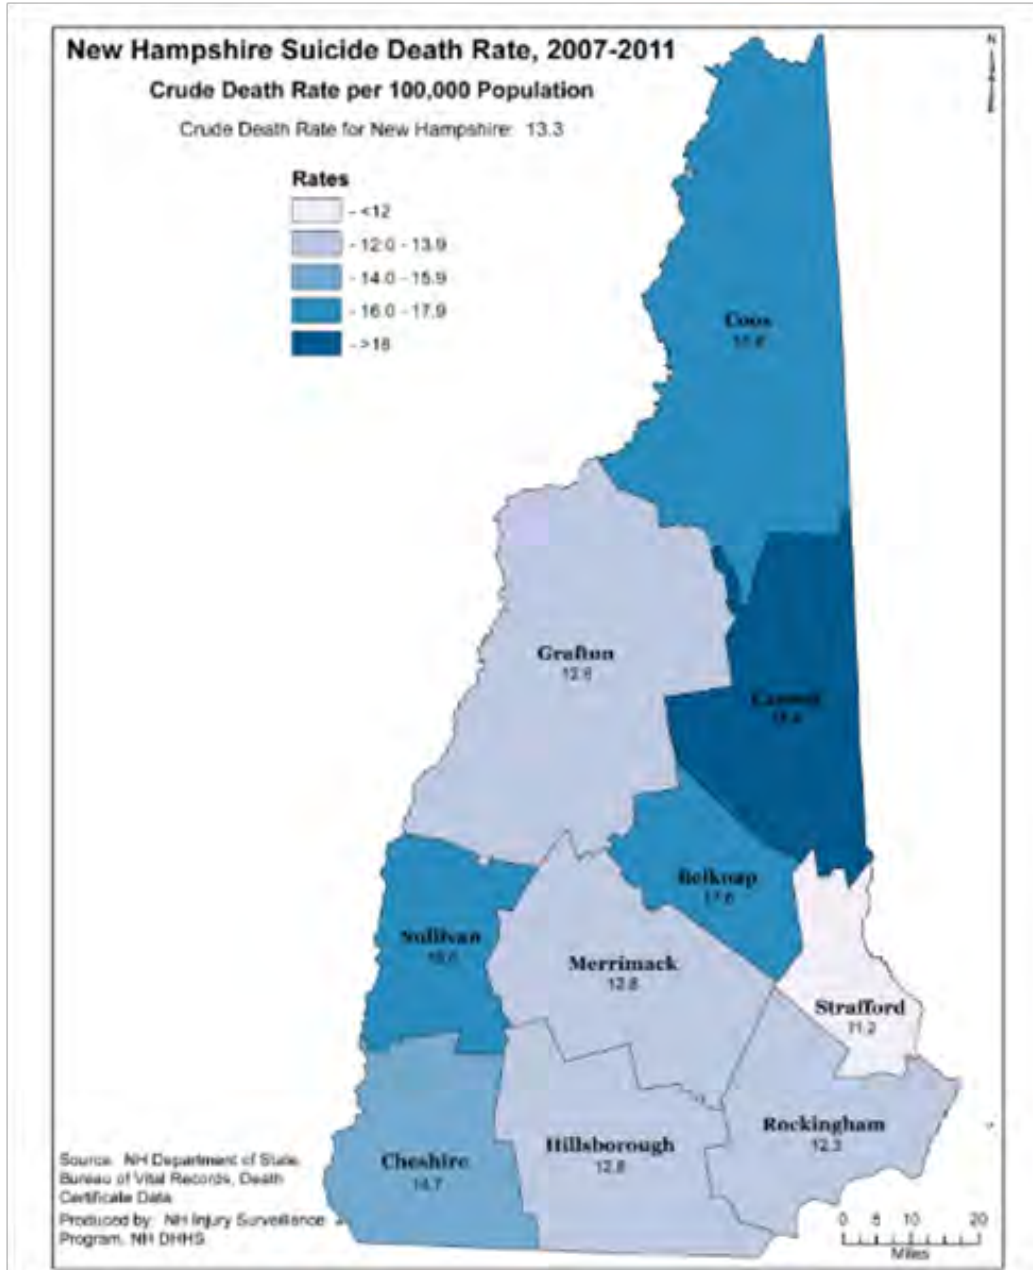 New Hampshire Suicide Death Rate, 2007-2011
Crude Death Rate per 100,000 Population
Crude Death Rate for New Hampshire: 13.3
N
Rates
- <12
- 12.0 - 13.9
- 14.0 - 15.9
- 16.0 - 17.9
- >18
Coos
Grafton
Carroll
Belknap
17.6
Sullivan
Merrimack
Strafford
11.2
Rockingham
12.3
Hillsborough
12.8
Cheshire
14.7
Source: NH Department of State,
Bureau of Vital Records, Death
Certificate Data
Produced by: NH Injury Surveillance
Program, NH DHHS
0 5 10 20
Miles